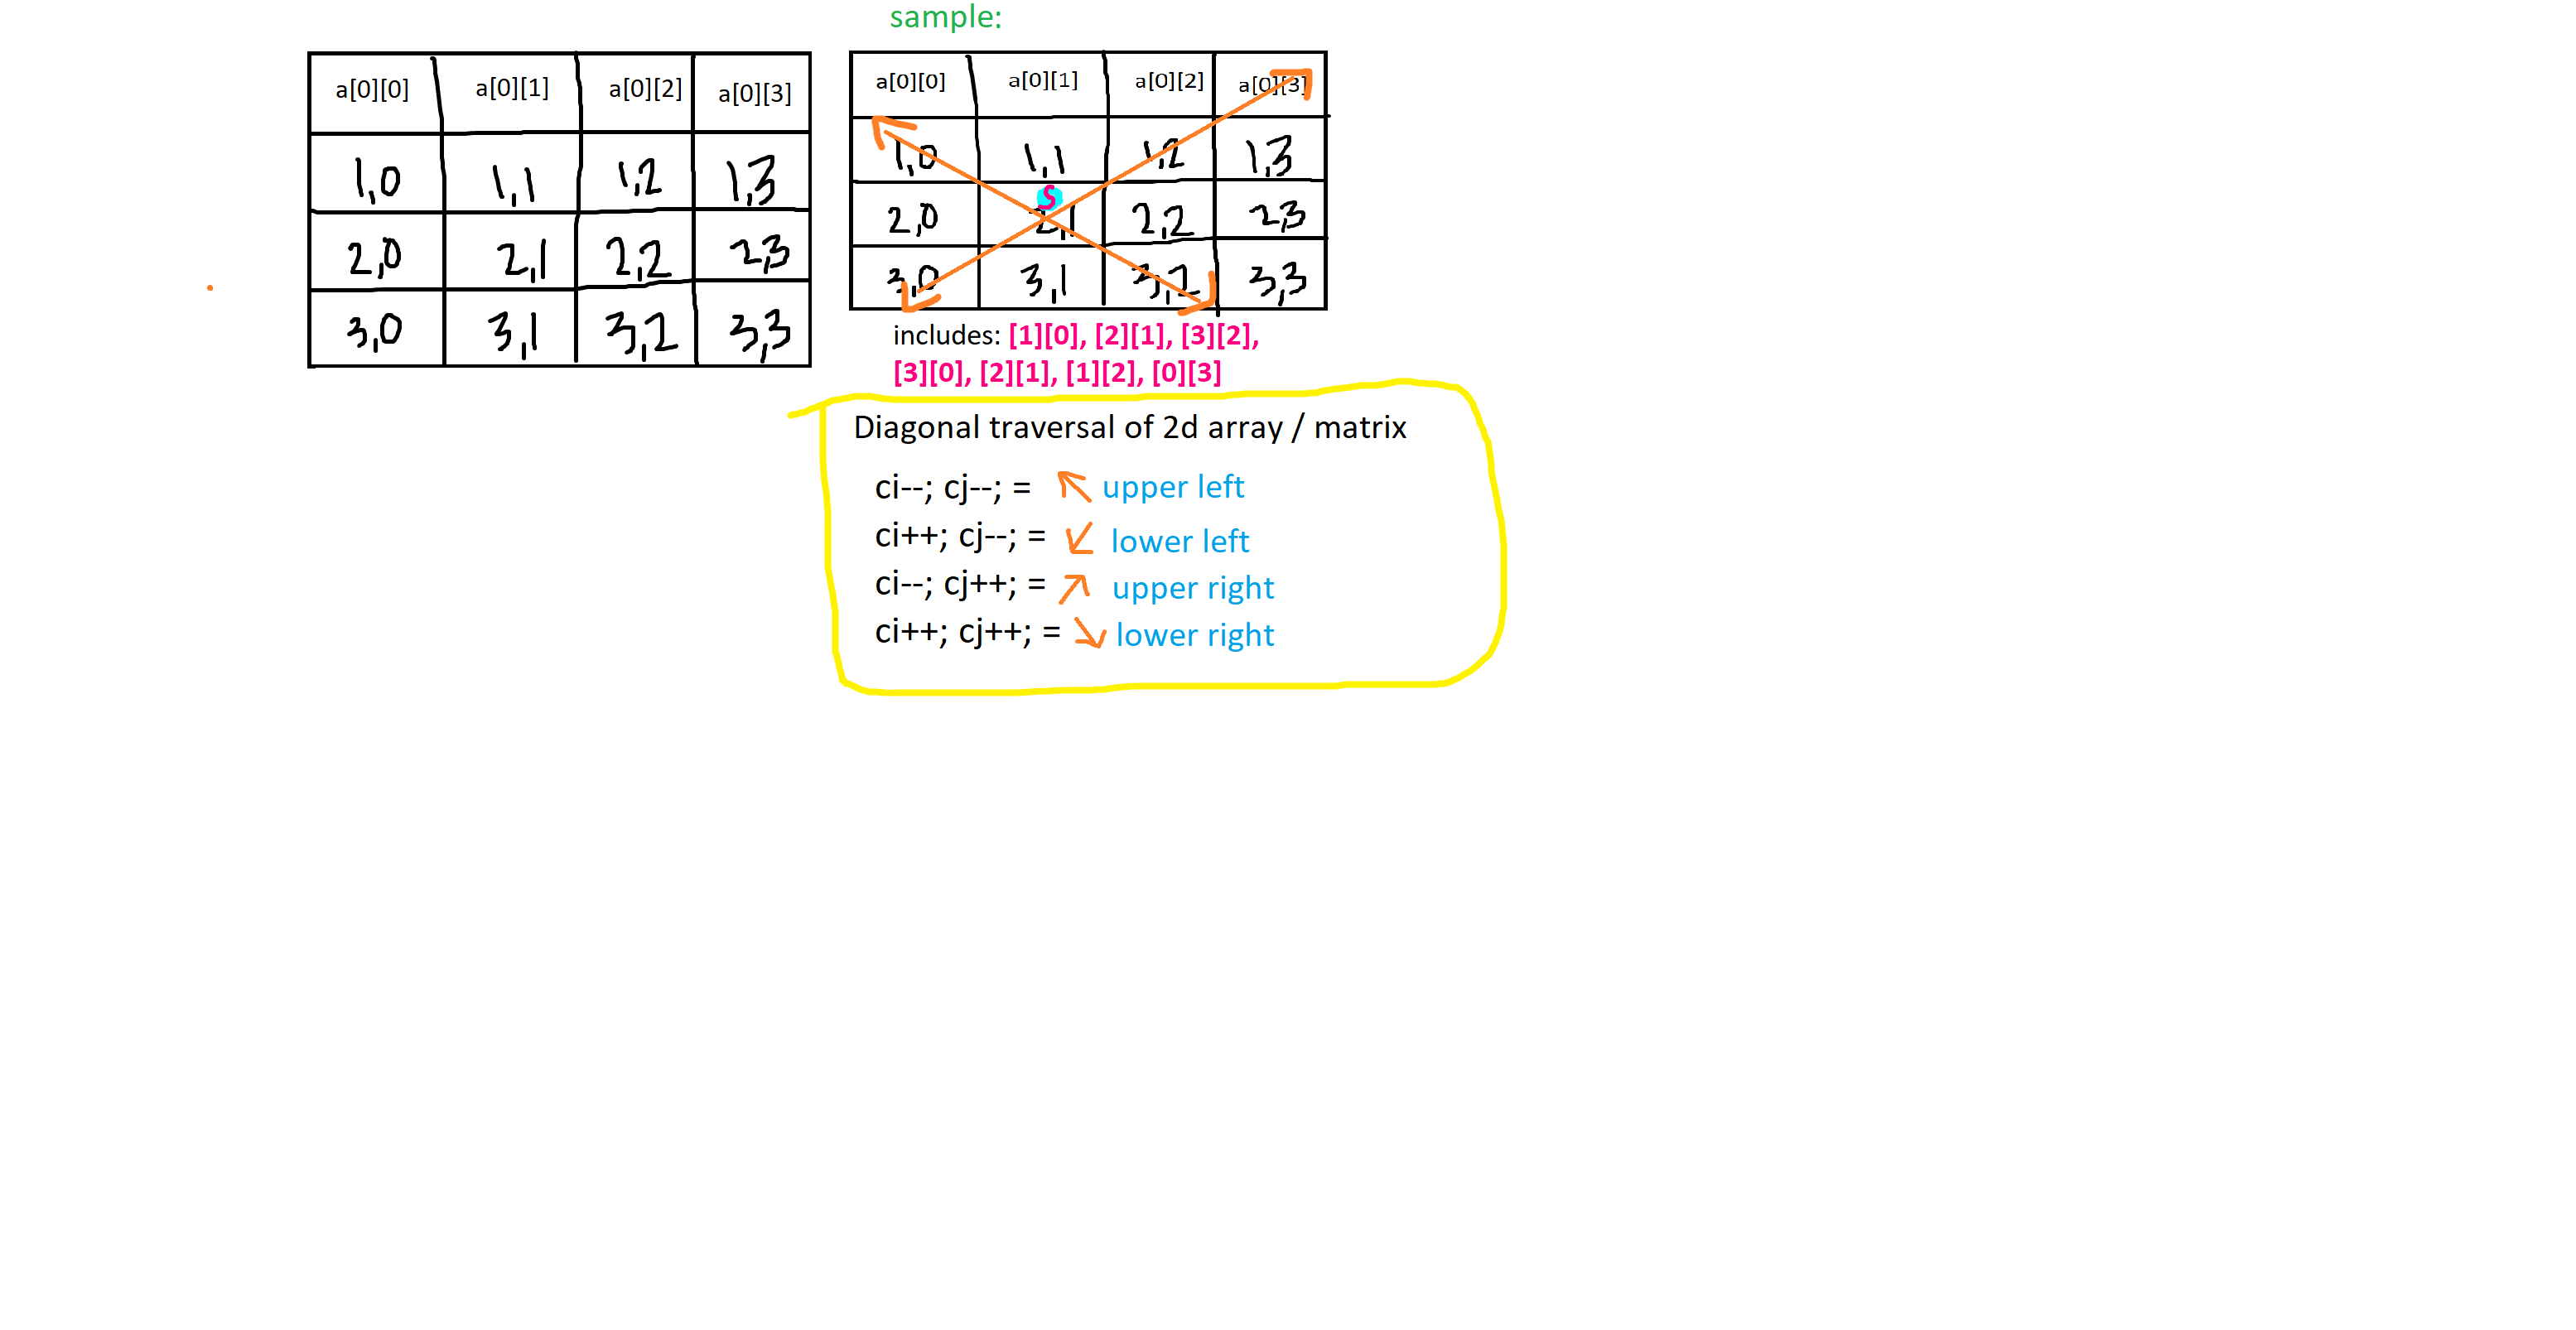 sample:
a[0][0] a[0][1] a[0][2] a[0][3]
1,0 1,1 1,2 1,3
2,0 2,1 2,2 2,3
3,0 3,1 3,2 3,3
a[0][0] a[0][1] a[0][2] a[0][3]
1,0 1,1 1,2 1,3
S
2,0 2,1 2,2 2,3
3,0 3,1 3,2 3,3
includes: [1][0], [2][1], [3][2],
[3][0], [2][1], [1][2], [0][3]
Diagonal traversal of 2d array / matrix
ci--; cj--; = upper left
ci++; cj--; = lower left
ci--; cj++; = upper right
ci++; cj++; = lower right